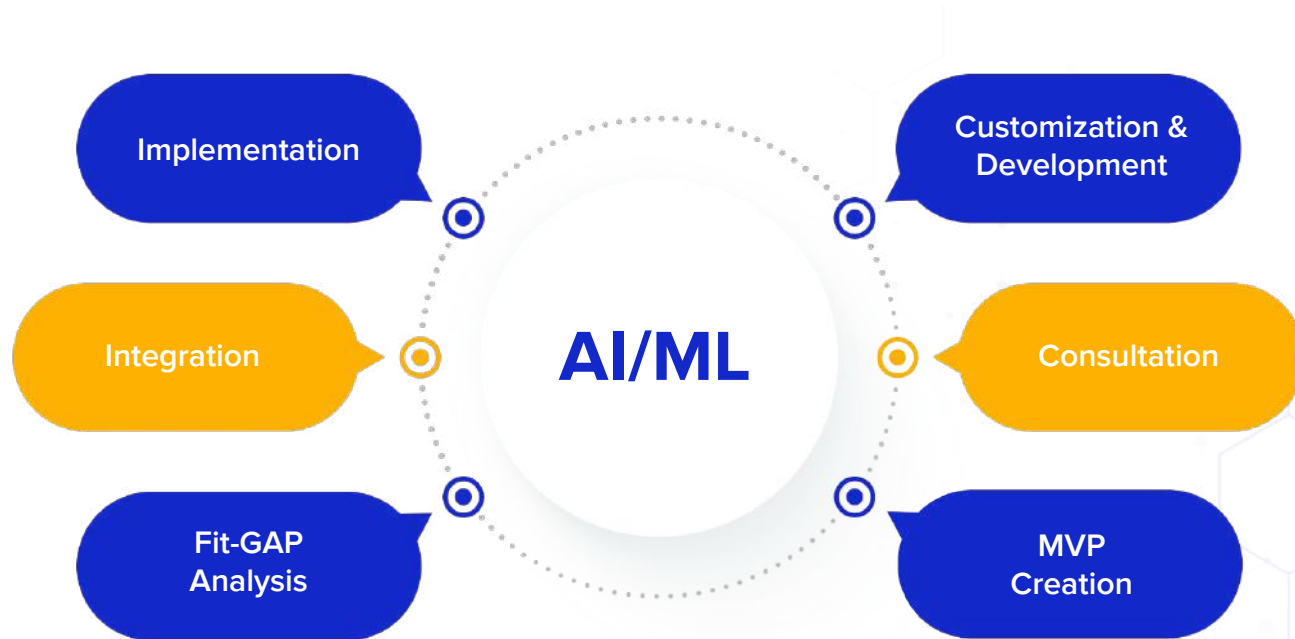 Implementation
Customization &
Development
AI/ML
Integration
Consultation
Fit-GAP
Analysis
MVP
Creation